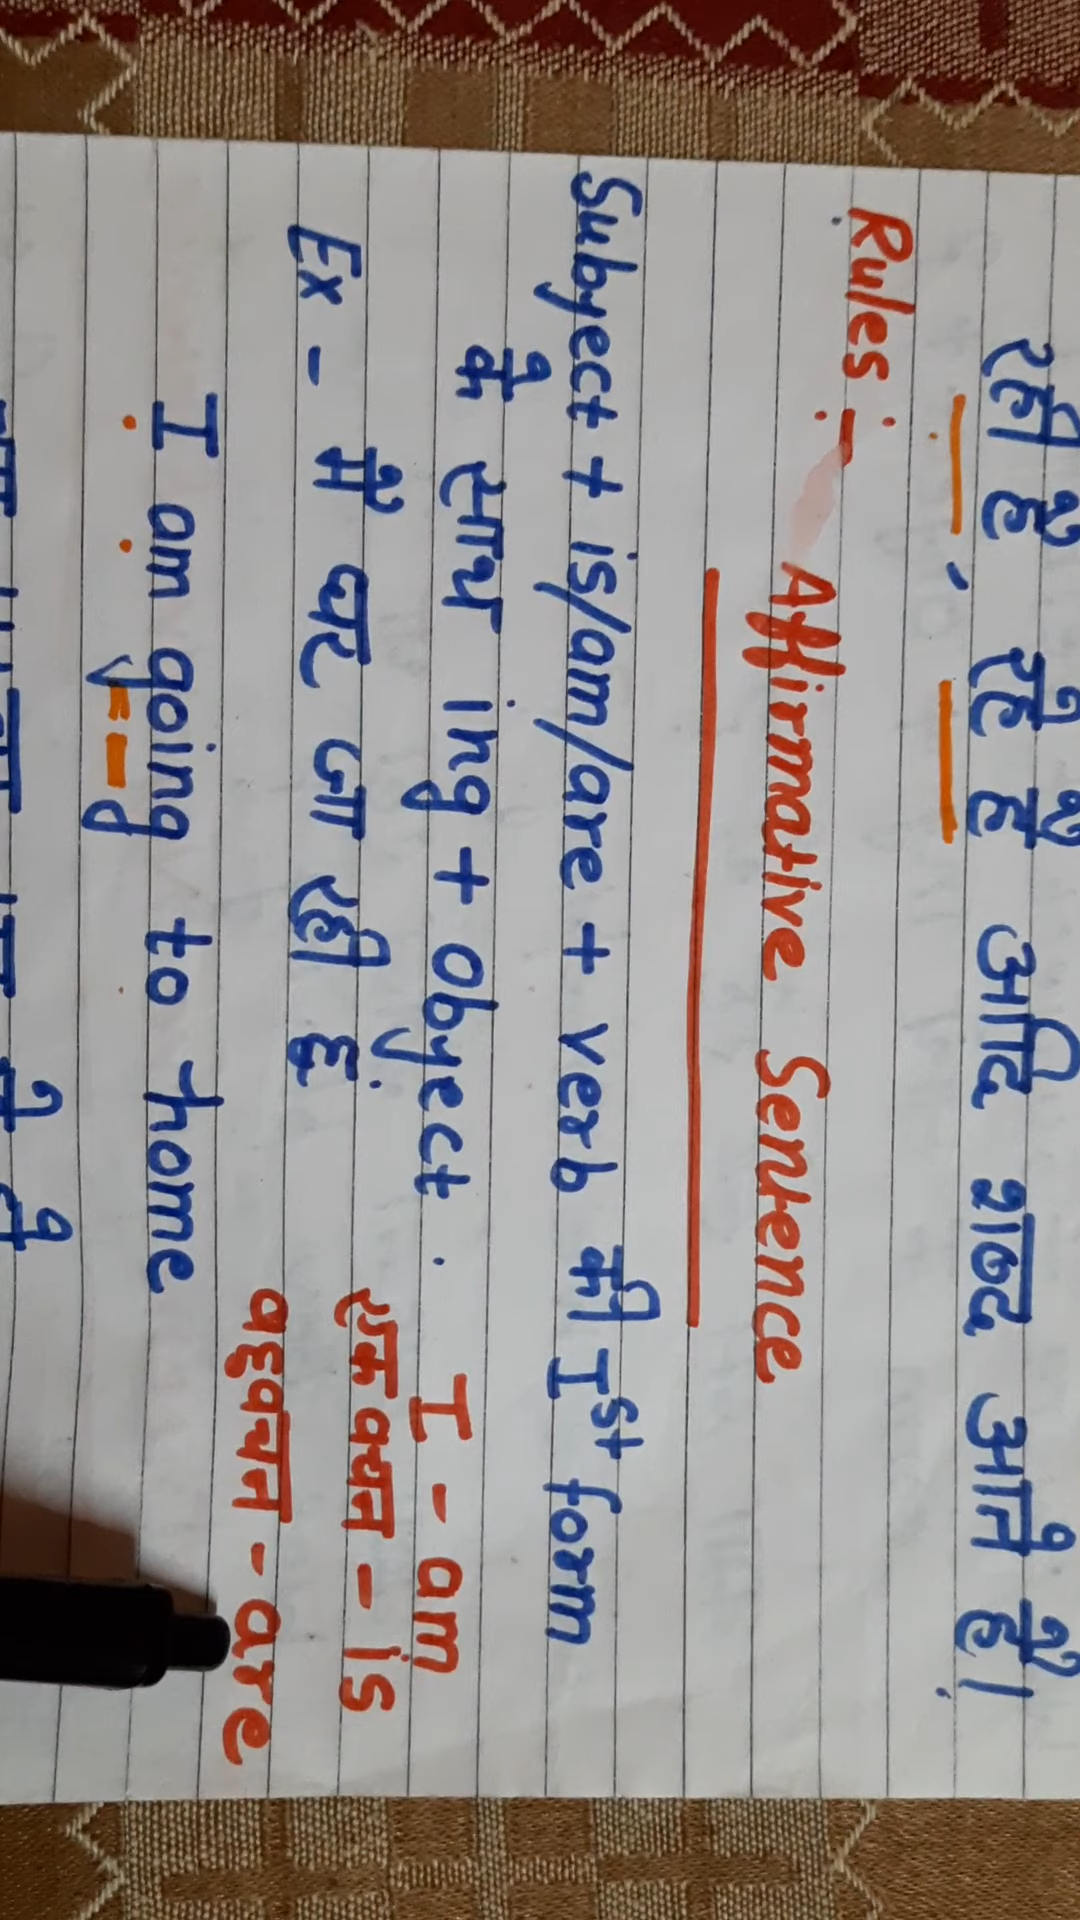 रही है, रहे हैं आदि शब्द आते हैं।
Rules :- Affirmative Sentence
Subject + is/am/are + verb की Ist form
के साथ ing + object.
I - am
Ex - मैं घर जा रही हूँ
एकवचन - is
बहुवचन - are
I am going to home